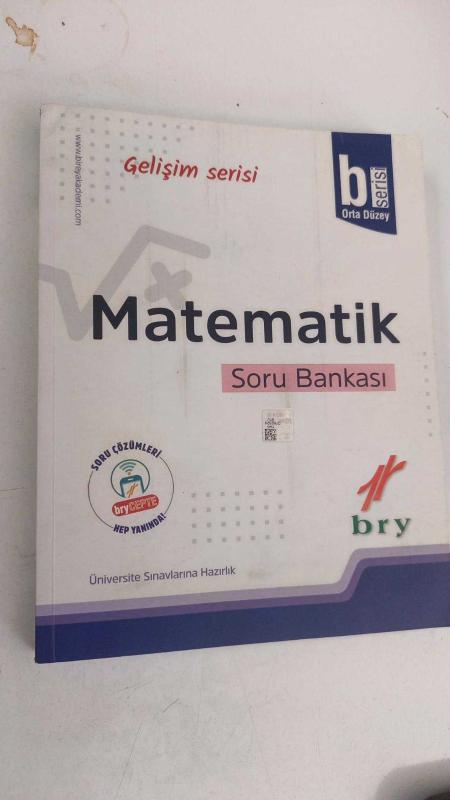 www.bireyakademi.com
Gelişim serisi
b serisi
Orta Düzey
Matematik
Soru Bankası
SORU ÇÖZÜMLERİ
bryCEPTE
HEP YANINDA!
bry
Üniversite Sınavlarına Hazırlık